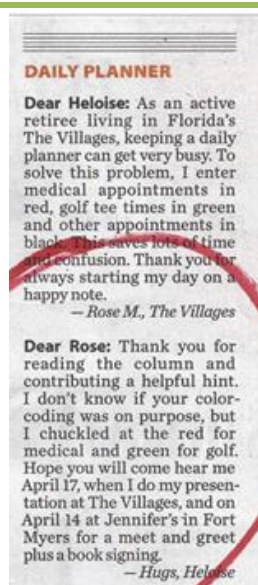 DAILY PLANNER
Dear Heloise: As an active
retiree living in Florida's
The Villages, keeping a daily
planner can get very busy. To
solve this problem, I enter
medical appointments in
red, golf tee times in green
and other appointments in
black. This saves lots of time
and confusion. Thank you for
always starting my day on a
happy note.
— Rose M., The Villages
Dear Rose: Thank you for
reading the column and
contributing a helpful hint.
I don't know if your color-
coding was on purpose, but
I chuckled at the red for
medical and green for golf.
Hope you will come hear me
April 17, when I do my presen-
tation at The Villages, and on
April 14 at Jennifer's in Fort
Myers for a meet and greet
plus a book signing.
— Hugs, Heloise